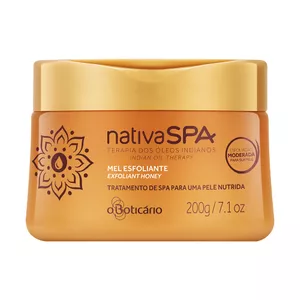 nativaSPA
TERAPIA DOS ÓLEOS INDIANOS
INDIAN OIL THERAPY
MEL ESFOLIANTE
EXFOLIANT HONEY
MODERADA
TRATAMENTO DE SPA PARA UMA PELE NUTRIDA
oBoticário
200g/7.1 oz